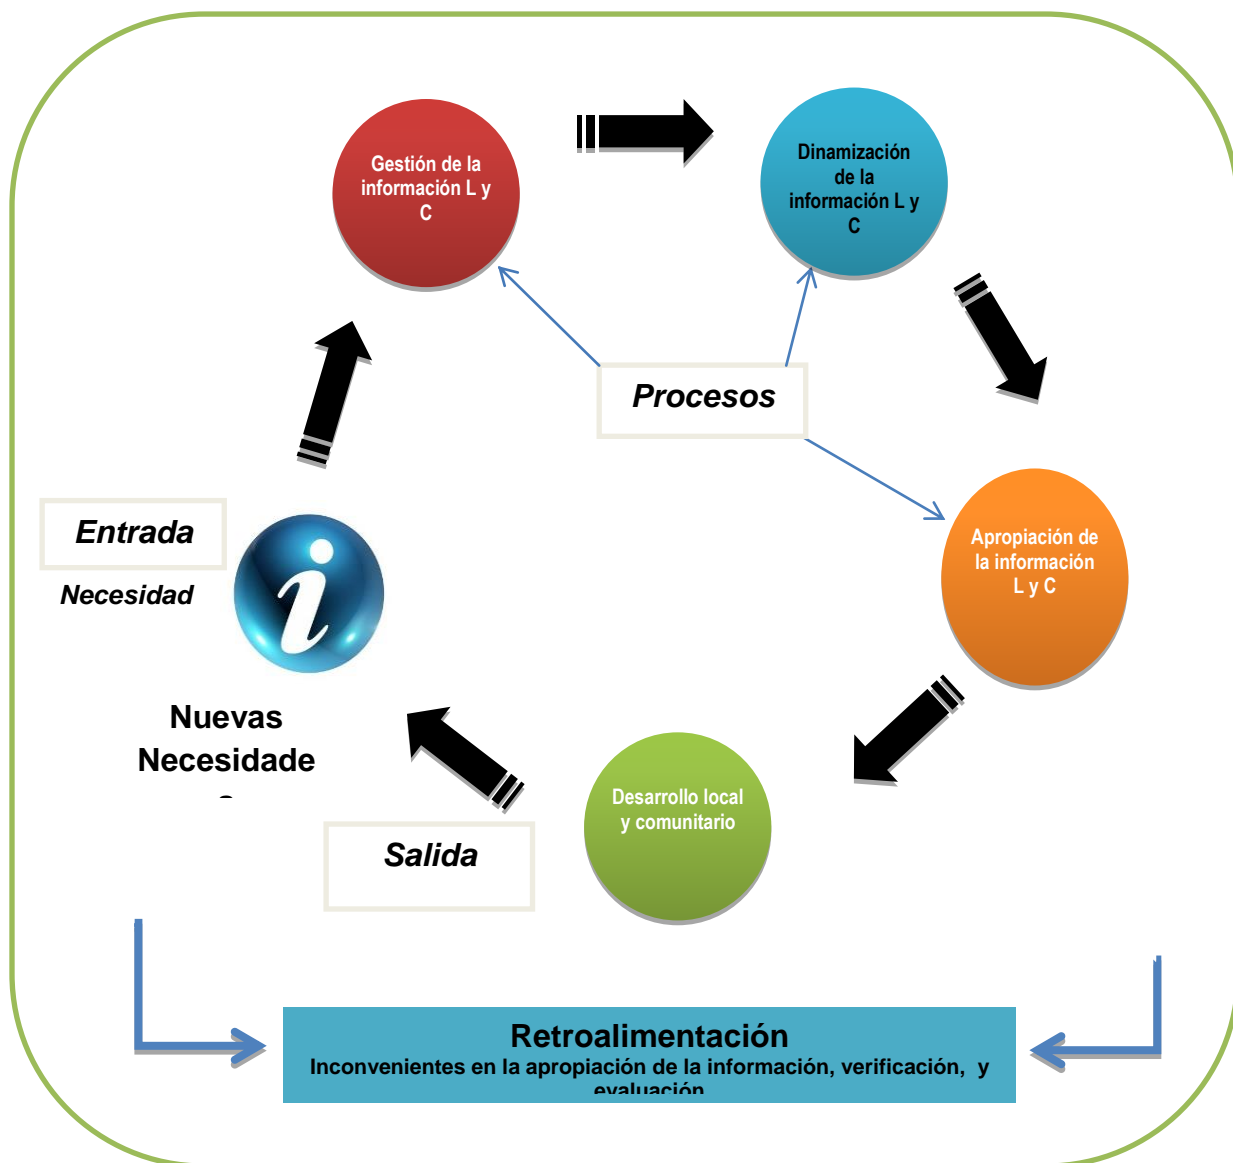 Gestión de la
información L y
C
Dinamización
de la
información L y
C
Procesos
Entrada
Necesidad
i
Apropiación de
la información
L y C
Nuevas
Necesidade
Desarrollo local
y comunitario
Salida
Retroalimentación
Inconvenientes en la apropiación de la información, verificación, y
evaluación